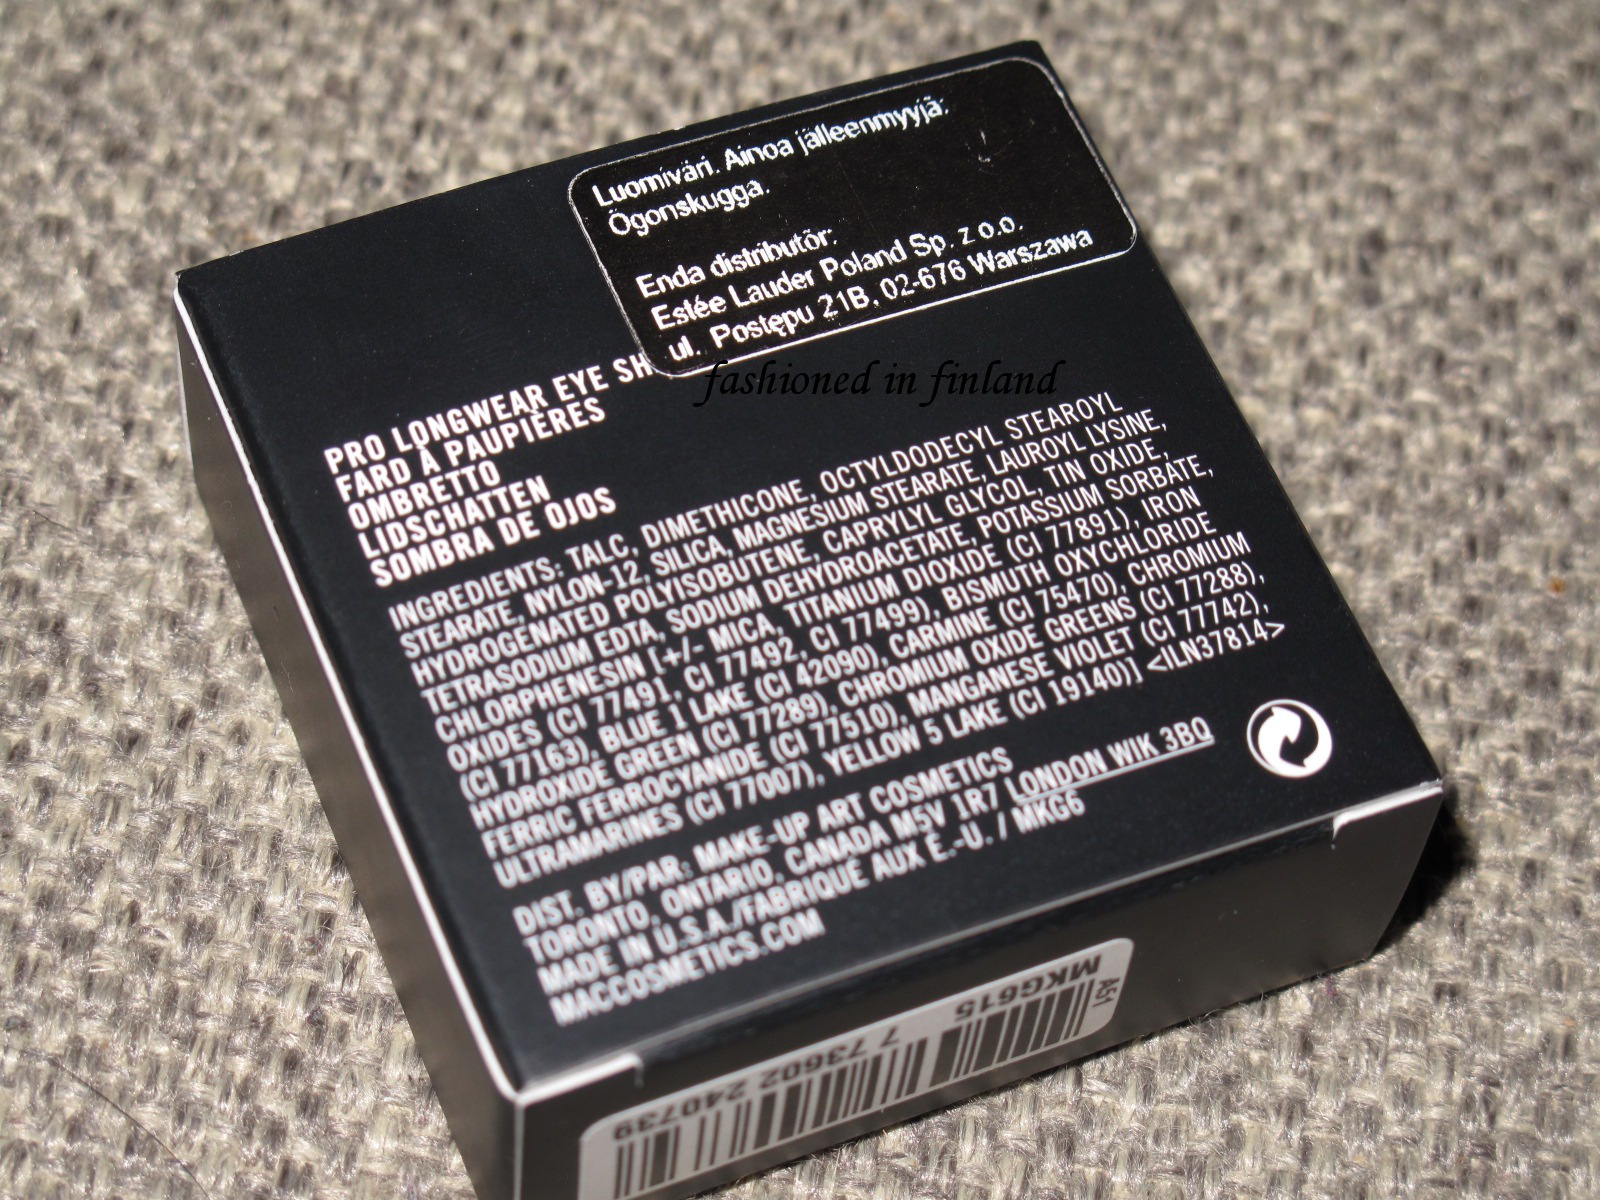 Luomiväri. Ainoa jälleenmyyjä:
Ögonskugga.
Enda distributör:
Estée Lauder Poland Sp. z o.o.
ul. Postępu 21B, 02-676 Warszawa
fashioned in finland
PRO LONGWEAR EYE SH
FARD À PAUPIÈRES
OMBRETTO
LIDSCHATTEN
SOMBRA DE OJOS
INGREDIENTS: TALC, DIMETHICONE, OCTYLDODECYL STEAROYL
STEARATE, NYLON-12, SILICA, MAGNESIUM STEARATE, LAUROYL LYSINE,
HYDROGENATED POLYISOBUTENE, CAPRYLYL GLYCOL, TIN OXIDE,
TETRASODIUM EDTA, SODIUM DEHYDROACETATE, POTASSIUM SORBATE,
CHLORPHENESIN [+/- MICA, TITANIUM DIOXIDE (CI 77891), IRON
OXIDES (CI 77491, CI 77492, CI 77499), BISMUTH OXYCHLORIDE
(CI 77163), BLUE 1 LAKE (CI 42090), CARMINE (CI 75470), CHROMIUM
HYDROXIDE GREEN (CI 77289), CHROMIUM OXIDE GREENS (CI 77288),
FERRIC FERROCYANIDE (CI 77510), MANGANESE VIOLET (CI 77742),
ULTRAMARINES (CI 77007), YELLOW 5 LAKE (CI 19140)] <ILN37814>
DIST. BY/PAR: MAKE-UP ART COSMETICS
TORONTO, ONTARIO, CANADA M5V 1R7 LONDON W1K 3BQ
MADE IN U.S.A./FABRIQUÉ AUX É.-U. / MKG6
MACCOSMETICS.COM
A51
MKG615
7 73602 24073 9